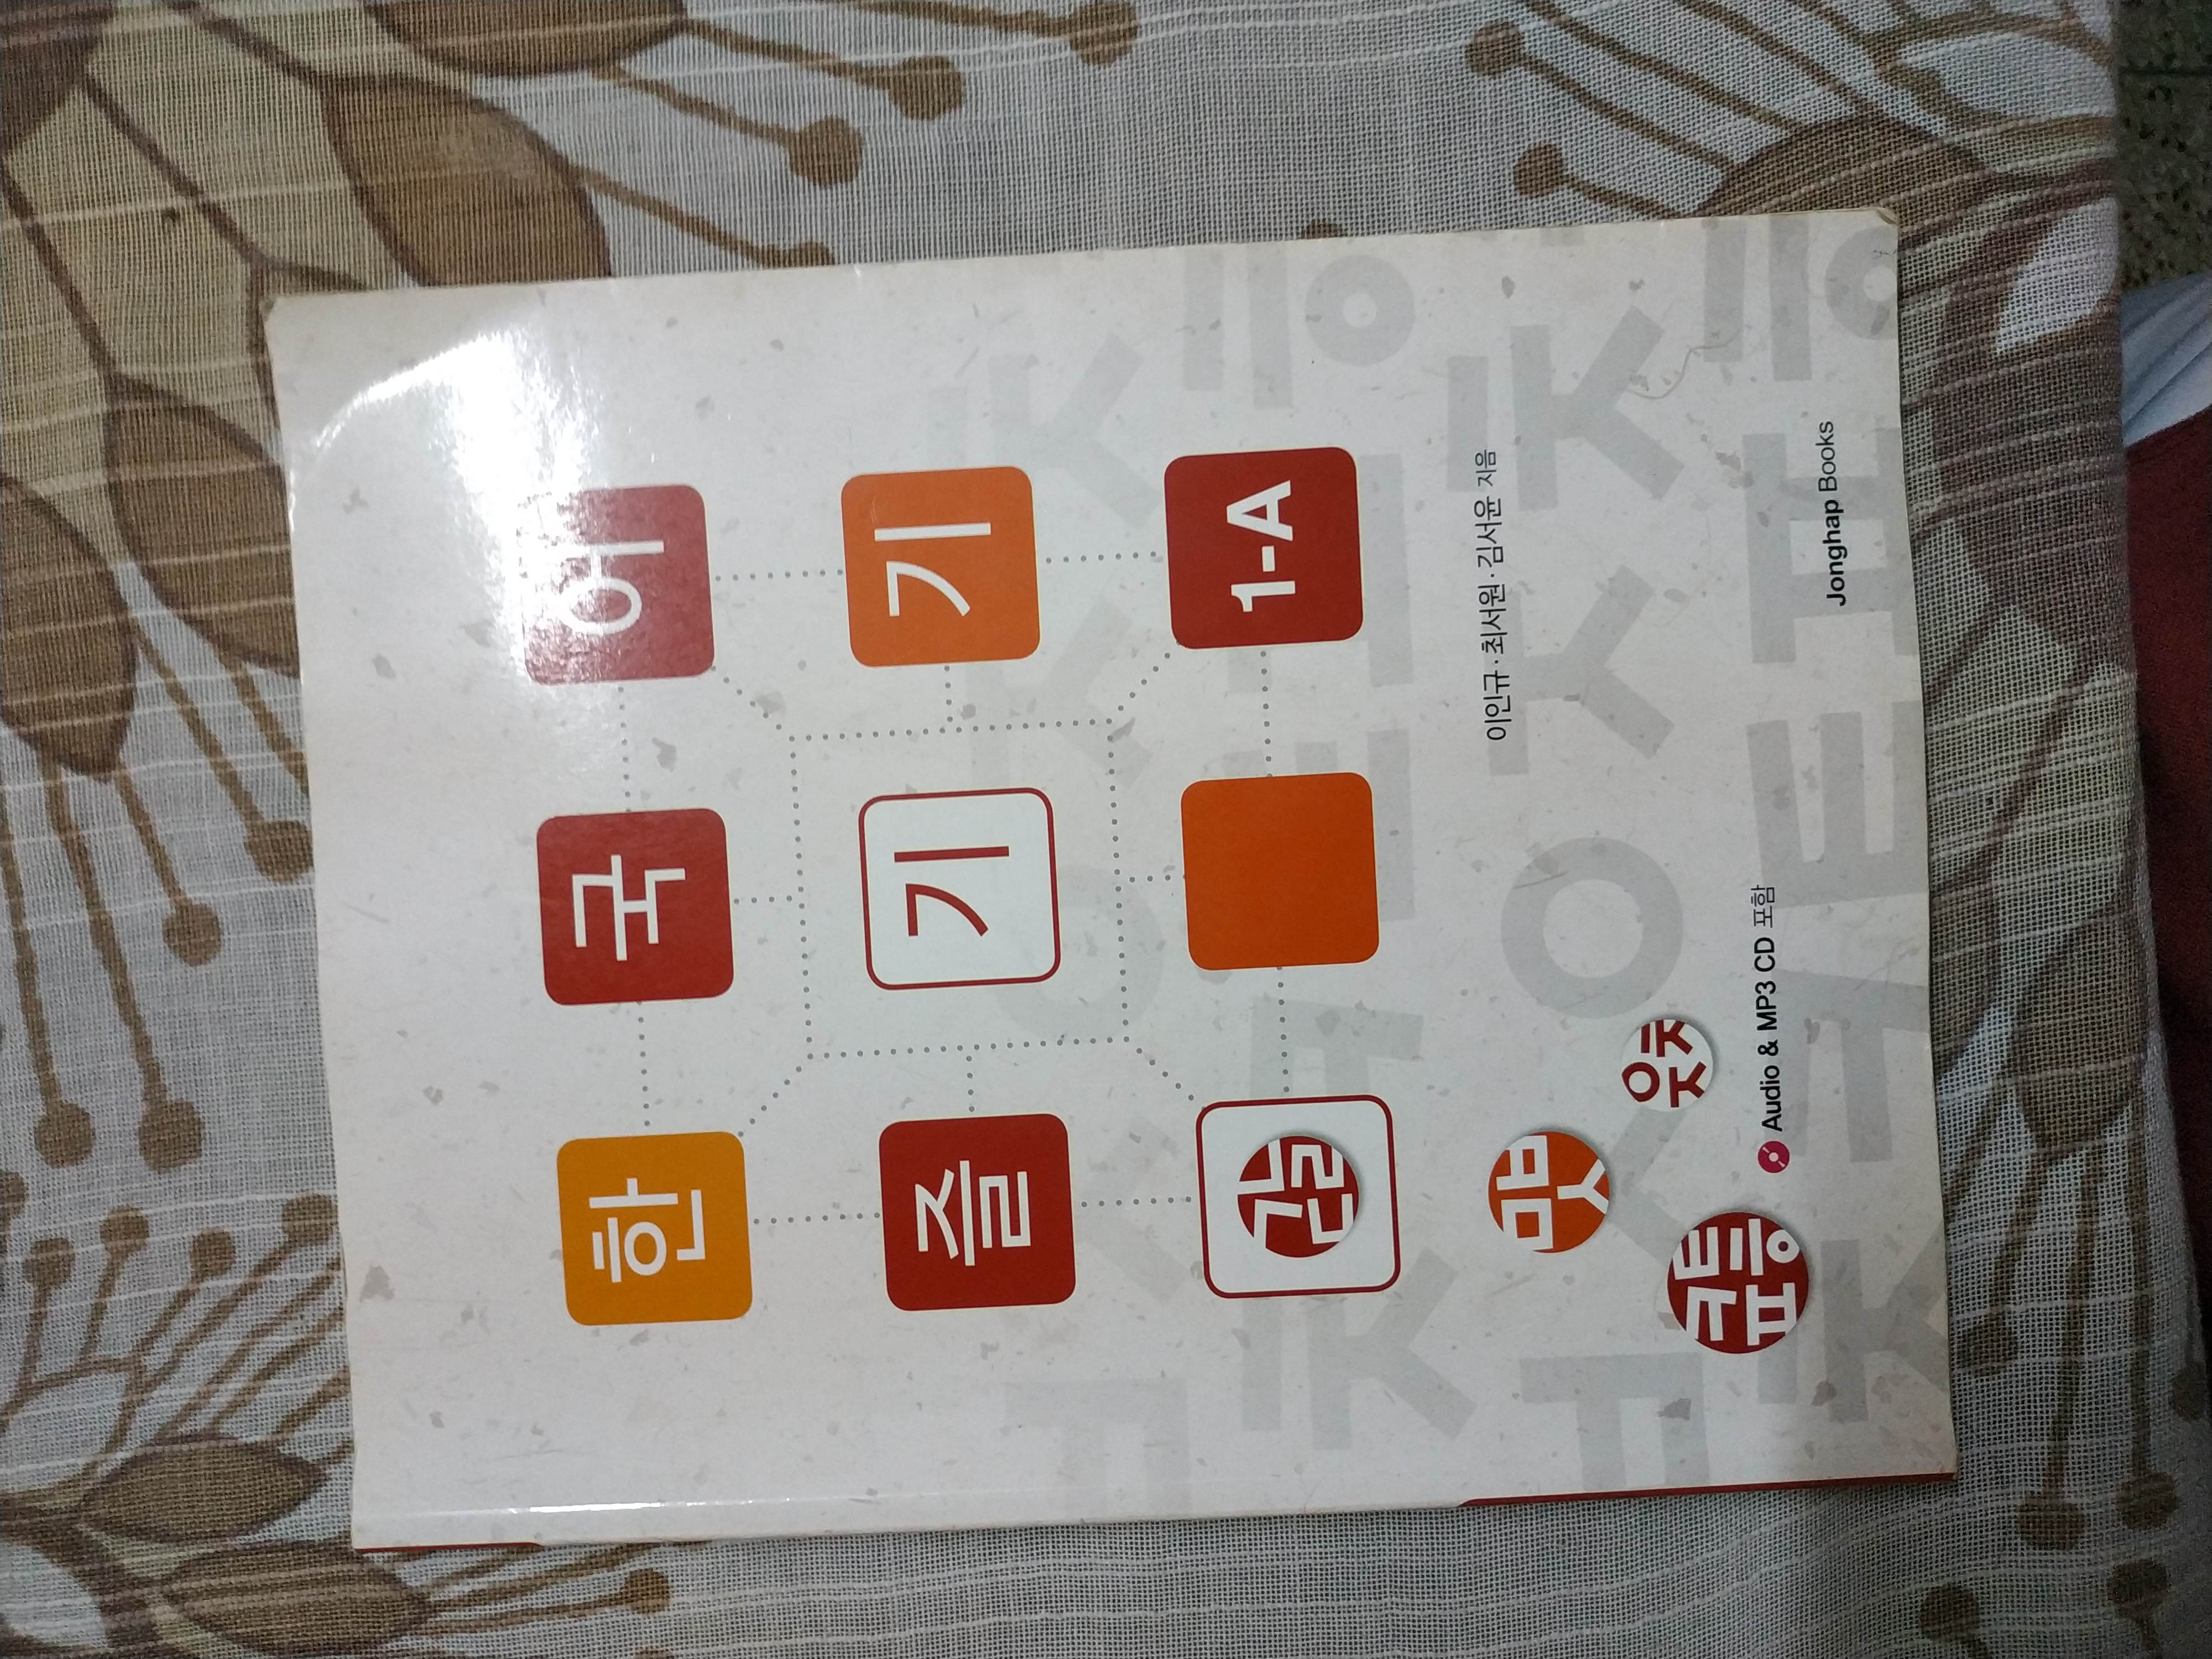 한 국 어
즐 기 기
1-A
이인규·최서원·김서윤 지음
Audio & MP3 CD 포함
Jonghap Books